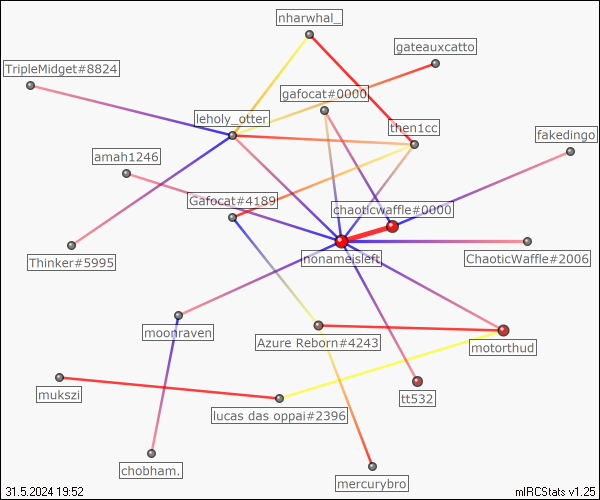 nharwhal_
gateauxcatto
TripleMidget#8824
gafocat#0000
leholy_otter
then1cc
fakedingo
amah1246
Gafocat#4189
chaoticwaffle#0000
Thinker#5995
nonameisleft
ChaoticWaffle#2006
moonraven
Azure Reborn#4243
motorthud
mukszi
tt532
lucas das oppai#2396
chobham.
mercurybro
31.5.2024 19:52
mIRCStats v1.25